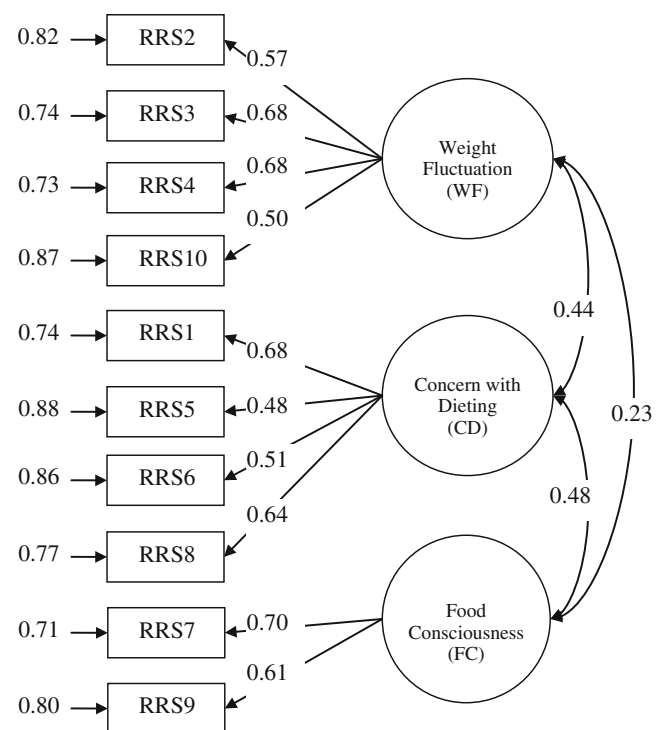 0.82 RRS2 0.57
0.74 RRS3 0.68
0.73 RRS4 0.68
0.87 RRS10 0.50
Weight
Fluctuation
(WF)
0.74 RRS1 0.68
0.88 RRS5 0.48
0.86 RRS6 0.51
0.77 RRS8 0.64
Concern with
Dieting
(CD)
0.71 RRS7 0.70
0.80 RRS9 0.61
Food
Consciousness
(FC)
0.44
0.23
0.48